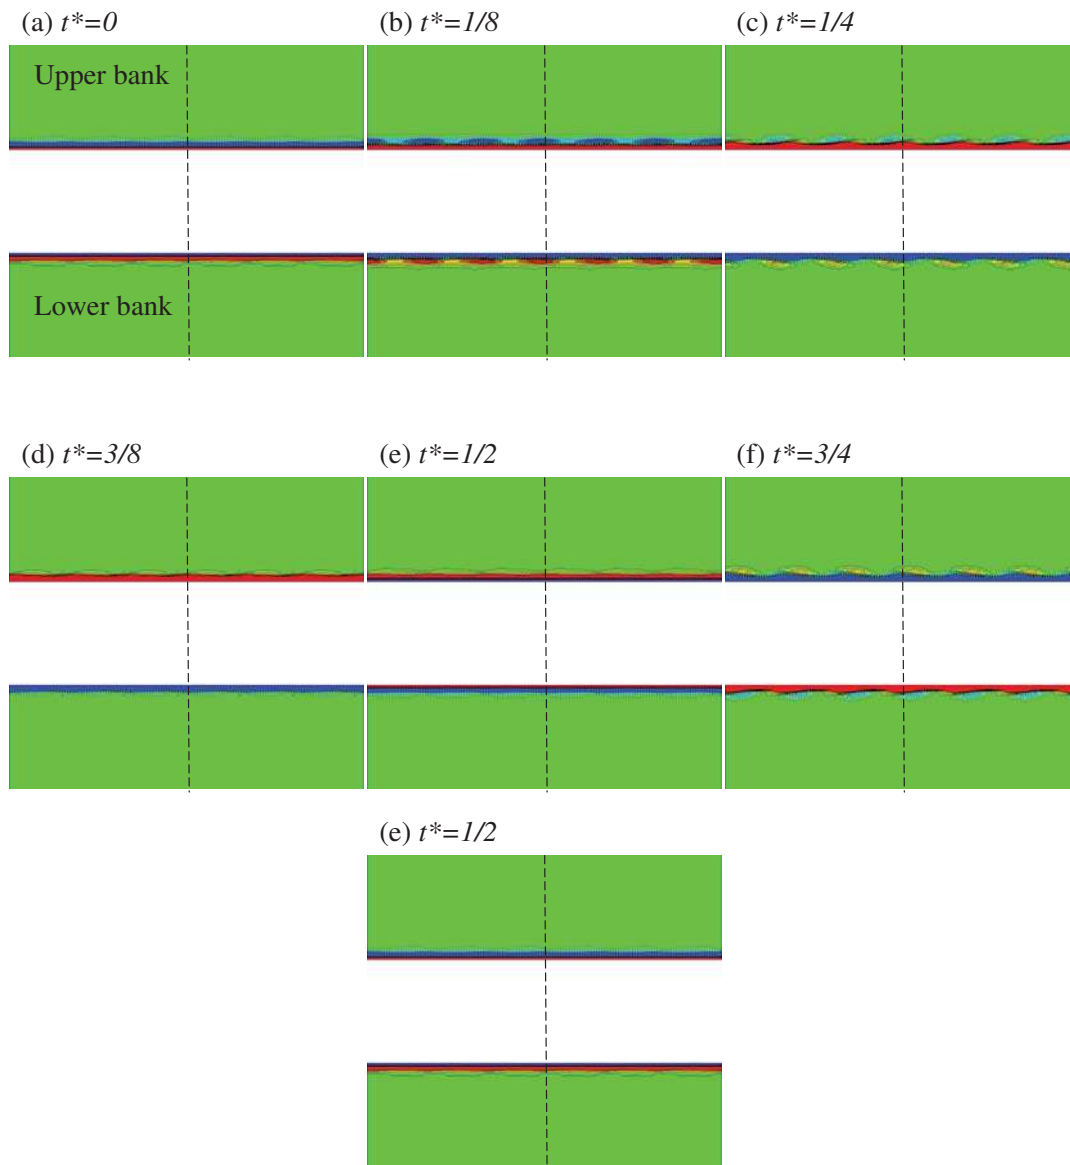 (a) t*=0
(b) t*=1/8
(c) t*=1/4
Upper bank
Lower bank
(d) t*=3/8
(e) t*=1/2
(f) t*=3/4
(e) t*=1/2